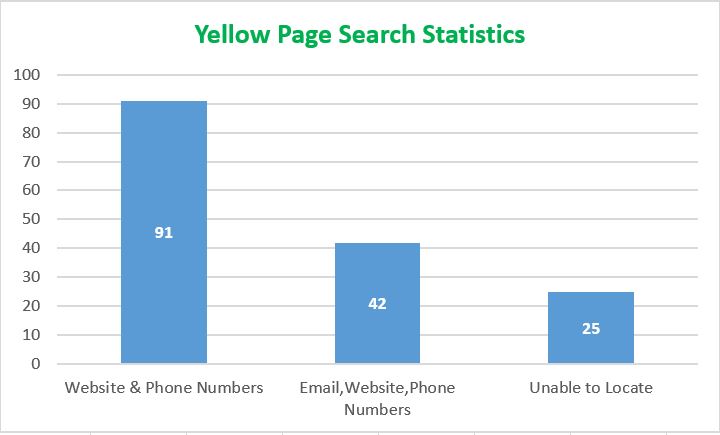 Yellow Page Search Statistics
100
90
80
70
60
50
40
30
20
10
0
91
42
25
Website & Phone Numbers
Email,Website,Phone
Numbers
Unable to Locate